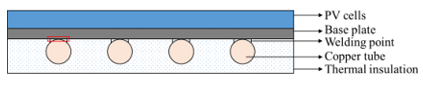 PV cells
Base plate
Welding point
Copper tube
Thermal insulation